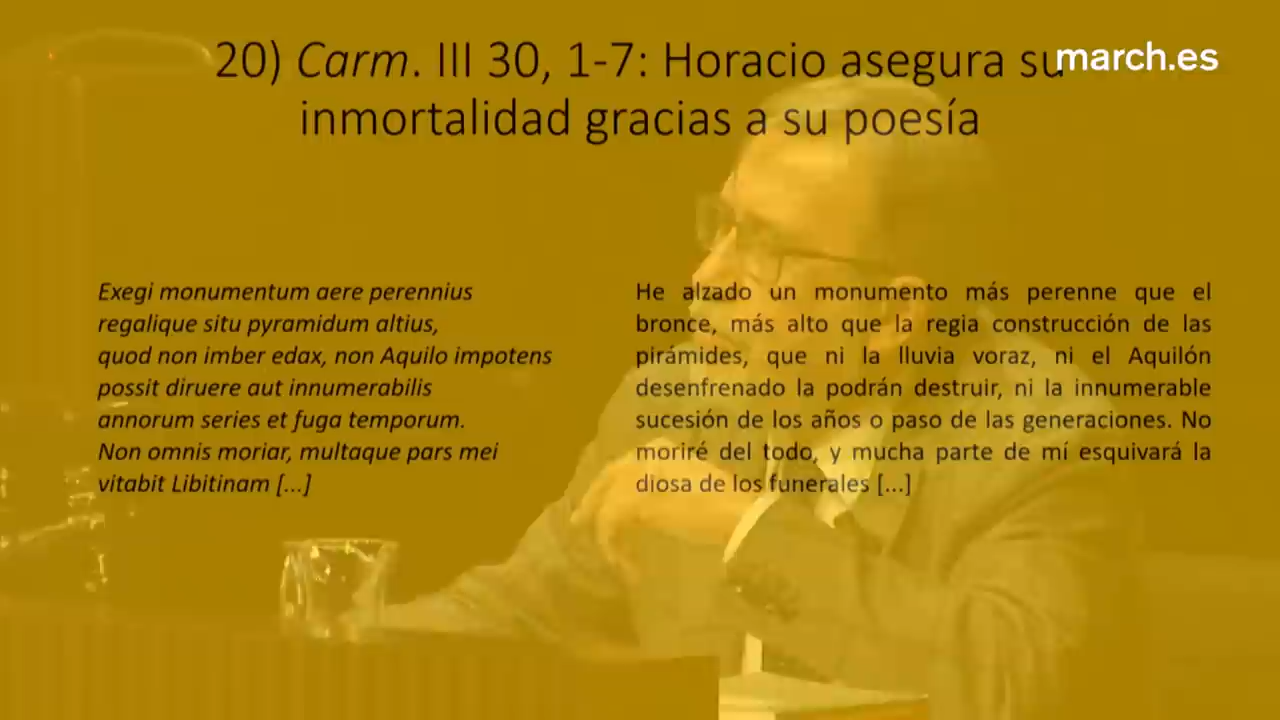 20) Carm. III 30, 1-7: Horacio asegura su
march.es
inmortalidad gracias a su poesía
Exegi monumentum aere perennius
regalique situ pyramidum altius,
quod non imber edax, non Aquilo impotens
possit diruere aut innumerabilis
annorum series et fuga temporum.
Non omnis moriar, multaque pars mei
vitabit Libitinam [...]
He alzado un monumento más perenne que el
bronce, más alto que la regia construcción de las
pirámides, que ni la lluvia voraz, ni el Aquilón
desenfrenado la podrán destruir, ni la innumerable
sucesión de los años o paso de las generaciones. No
moriré del todo, y mucha parte de mí esquivará la
diosa de los funerales [...]